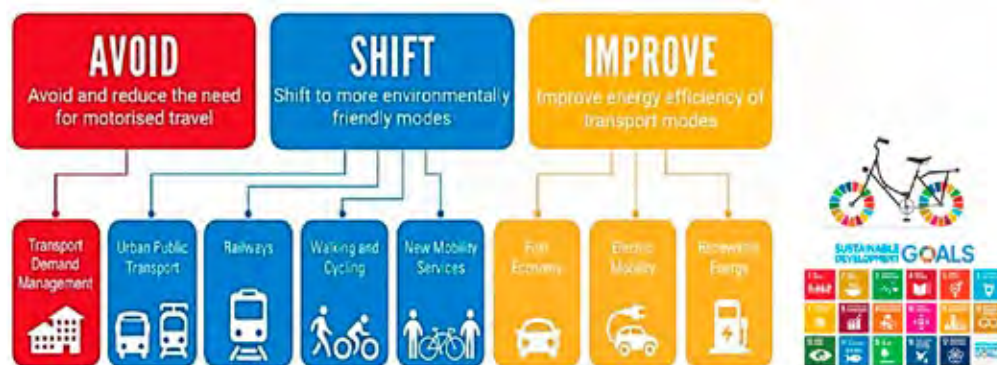 AVOID
Avoid and reduce the need
for motorised travel
SHIFT
Shift to more environmentally
friendly modes
IMPROVE
Improve energy efficiency of
transport modes
Transport
Demand
Management
Urban Public
Transport
Railways
Walking and
Cycling
New Mobility
Services
Fuel
Economy
Electric
Mobility
Renewable
Energy
SUSTAINABLE
DEVELOPMENT GOALS